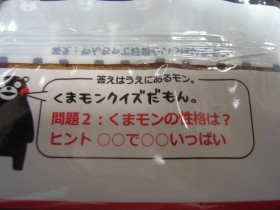 答えはうえにあるモン。
くまモンクイズだもん。
問題2:くまモンの性格は?
ヒント ○○で○○いっぱい